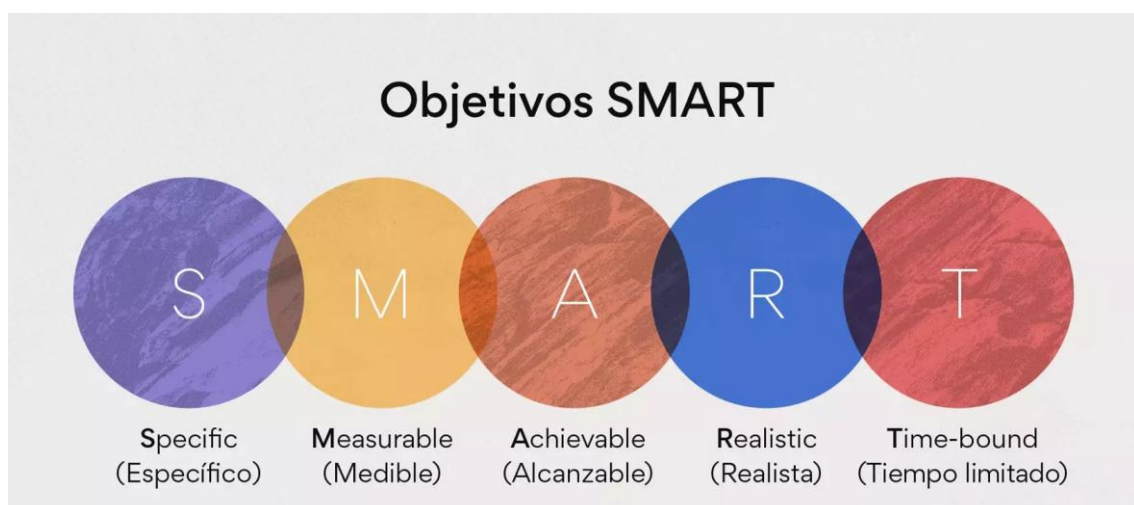 Objetivos SMART
S M A R T
Specific Measurable Achievable Realistic Time-bound
(Específico) (Medible) (Alcanzable) (Realista) (Tiempo limitado)